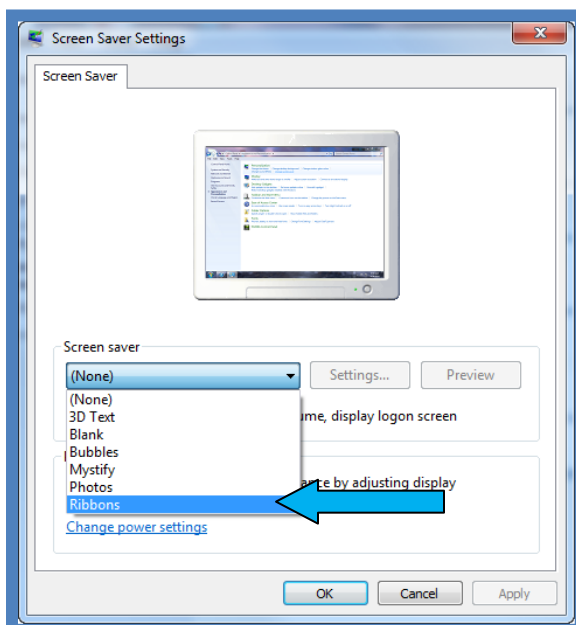 Screen Saver Settings
Screen Saver
Screen saver
(None)
Settings...
Preview
(None)
3D Text
Blank
Bubbles
Mystify
Photos
Ribbons
ume, display logon screen
ance by adjusting display
Change power settings
OK
Cancel
Apply